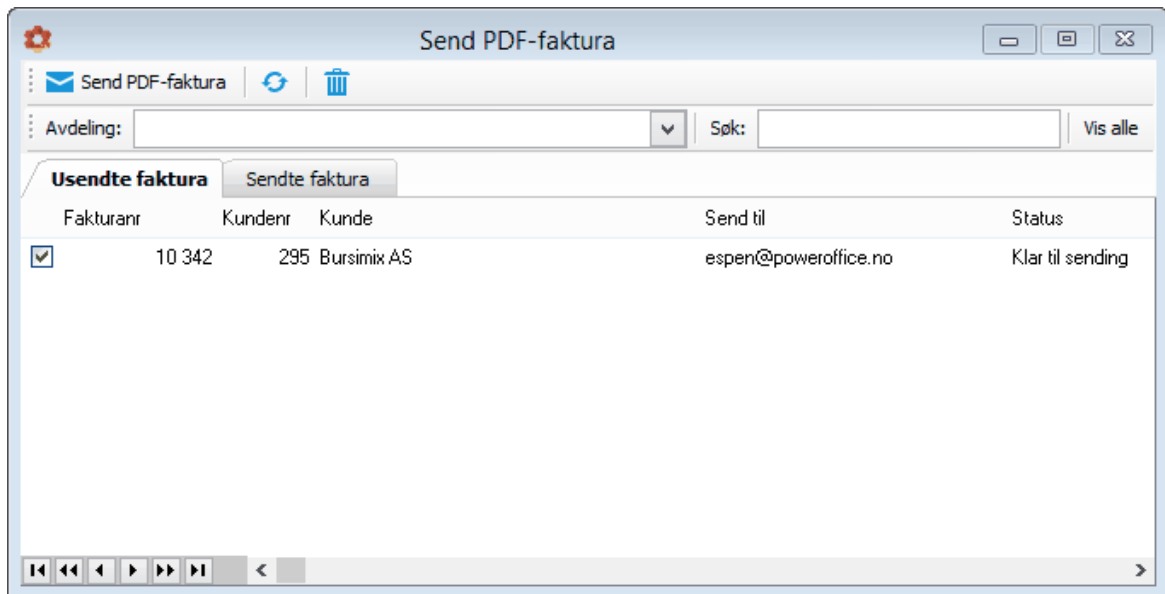 Send PDF-faktura
Send PDF-faktura
Avdeling: Søk: Vis alle
Usendte faktura Sendte faktura
Fakturanr Kundenr Kunde Send til Status
10 342 295 Bursimix AS espen@poweroffice.no Klar til sending